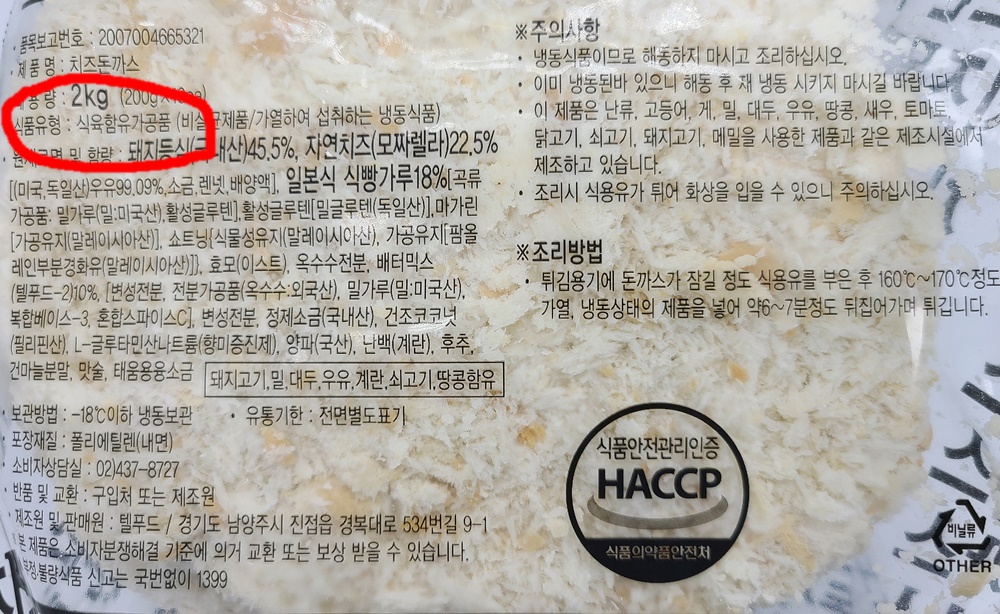 · 품목보고번호 : 2007004665321
· 제 품 명 : 치즈돈까스
용 량 : 2kg (200g
식품유형 : 식육함유가공품 (비살균제품/가열하여 섭취하는 냉동식품)
· 원재료명 및 함량 : 돼지등심(국내산)45.5%, 자연치즈(모짜렐라)22.5%
[(미국,독일산)우유99.09%,소금,렌넷,배양액], 일본식 식빵가루18%[곡류
가공품: 밀가루(밀:미국산),활성글루텐],활성글루텐[밀글루텐(독일산)],마가린
[가공유지(말레이시아산)], 쇼트닝[식물성유지(말레이시아산), 가공유지[팜올
레인부분경화유(말레이시아산)]], 효모(이스트), 옥수수전분, 배터믹스
(텔푸드-2)10%, [변성전분, 전분가공품(옥수수:외국산), 밀가루(밀:미국산),
복합베이스-3, 혼합스파이스C], 변성전분, 정제소금(국내산), 건조코코넛
(필리핀산), L-글루타민산나트륨(향미증진제), 양파(국산), 난백(계란), 후추,
건마늘분말, 맛술, 태움용융소금
돼지고기,밀,대두,우유,계란,쇠고기,땅콩함유
· 보관방법 : -18℃이하 냉동보관 · 유통기한 : 전면별도표기
· 포장재질 : 폴리에틸렌(내면)
· 소비자상담실 : 02)437-8727
· 반품 및 교환 : 구입처 또는 제조원
· 제조원 및 판매원 : 텔푸드 / 경기도 남양주시 진접읍 경복대로 534번길 9-1
· 본 제품은 소비자분쟁해결 기준에 의거 교환 또는 보상 받을 수 있습니다.
부정·불량식품 신고는 국번없이 1399
※주의사항
· 냉동식품이므로 해동하지 마시고 조리하십시오.
· 이미 냉동된바 있으니 해동 후 재 냉동 시키지 마시길 바랍니다.
· 이 제품은 난류, 고등어, 게, 밀, 대두, 우유, 땅콩, 새우, 토마토,
닭고기, 쇠고기, 돼지고기, 메밀을 사용한 제품과 같은 제조시설에서
제조하고 있습니다.
· 조리시 식용유가 튀어 화상을 입을 수 있으니 주의하십시오.
※조리방법
· 튀김용기에 돈까스가 잠길 정도 식용유를 부은 후 160℃~170℃정도
가열, 냉동상태의 제품을 넣어 약6~7분정도 뒤집어가며 튀깁니다.
식품안전관리인증
HACCP
식품의약품안전처
비닐류
OTHER